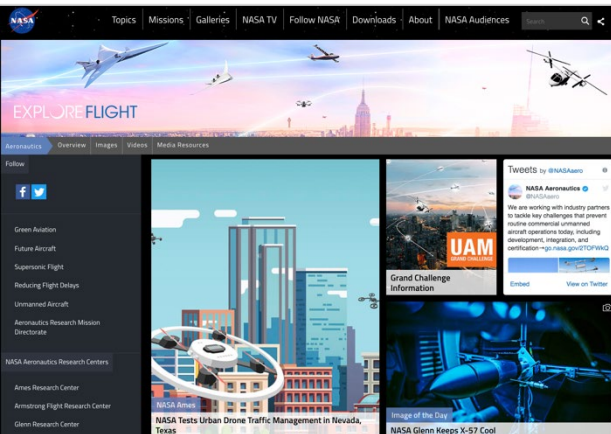 NASA
Topics
Missions
Galleries
NASA TV
Follow NASA
Downloads
About
NASA Audiences
Search
EXPLORE FLIGHT
Aeronautics
Overview
Images
Videos
Media Resources
Follow
Green Aviation
Future Aircraft
Supersonic Flight
Reducing Flight Delays
Unmanned Aircraft
Aeronautics Research Mission
Directorate
NASA Aeronautics Research Centers
Ames Research Center
Armstrong Flight Research Center
Glenn Research Center
NASA Ames
NASA Tests Urban Drone Traffic Management in Nevada,
Texas
UAM
GRAND CHALLENGE
Grand Challenge
Information
Tweets by @NASAaero
NASA Aeronautics
@NASAaero
We are working with industry partners
to tackle key challenges that prevent
routine commercial unmanned
aircraft operations today, including
development, integration, and
certification→go.nasa.gov/2TOFWkQ
Embed
View on Twitter
Image of the Day
NASA Glenn Keeps X-57 Cool